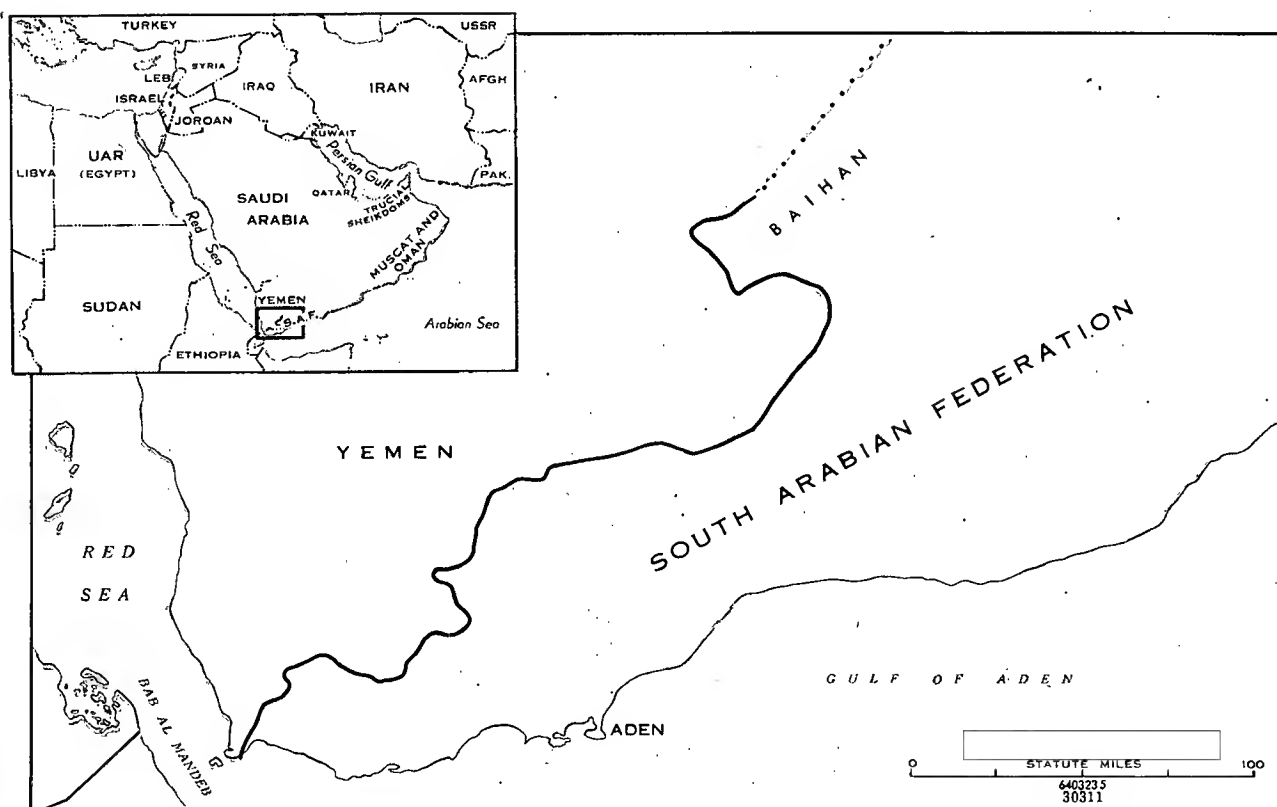 TURKEY
USSR
LEB.
SYRIA
AFGH
ISRAEL
IRAQ
IRAN
JOROAN
KUWAIT
LIBYA
UAR
(EGYPT)
Persian Gulf
PAK.
QATAR
TRUCIAL
SHEIKDOMS
SAUDI
ARABIA
Red Sea
MUSCAT AND
OMAN
SUDAN
YEMEN
S.A.F.
Arabian Sea
ETHIOPIA
BAIHAN
YEMEN
SOUTH ARABIAN FEDERATION
RED
SEA
BAB AL MANDEB
GULF OF ADEN
ADEN
STATUTE MILES
0 100
6403235
30311